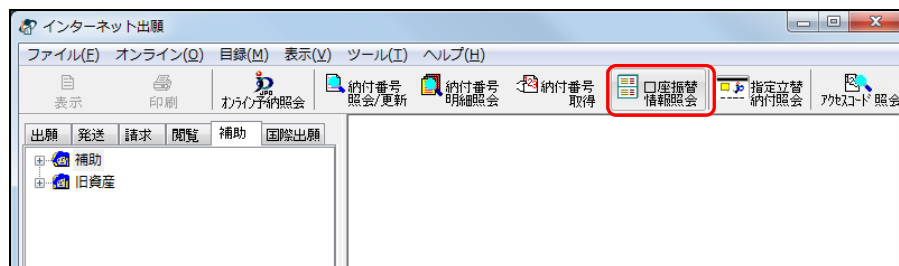 インターネット出願
ファイル(F) オンライン(O) 目録(M) 表示(V) ツール(T) ヘルプ(H)
表示 印刷 オンライン予納照会 納付番号照会/更新 納付番号明細照会 納付番号取得 口座振替情報照会 指定立替納付照会 アクセスコード照会
出願 発送 請求 閲覧 補助 国際出願
補助
旧資産